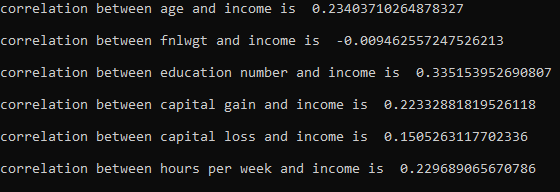 correlation between age and income is  0.23403710264878327
correlation between fnlwgt and income is  -0.009462557247526213
correlation between education number and income is  0.335153952690807
correlation between capital gain and income is  0.22332881819526118
correlation between capital loss and income is  0.1505263117702336
correlation between hours per week and income is  0.229689065670786